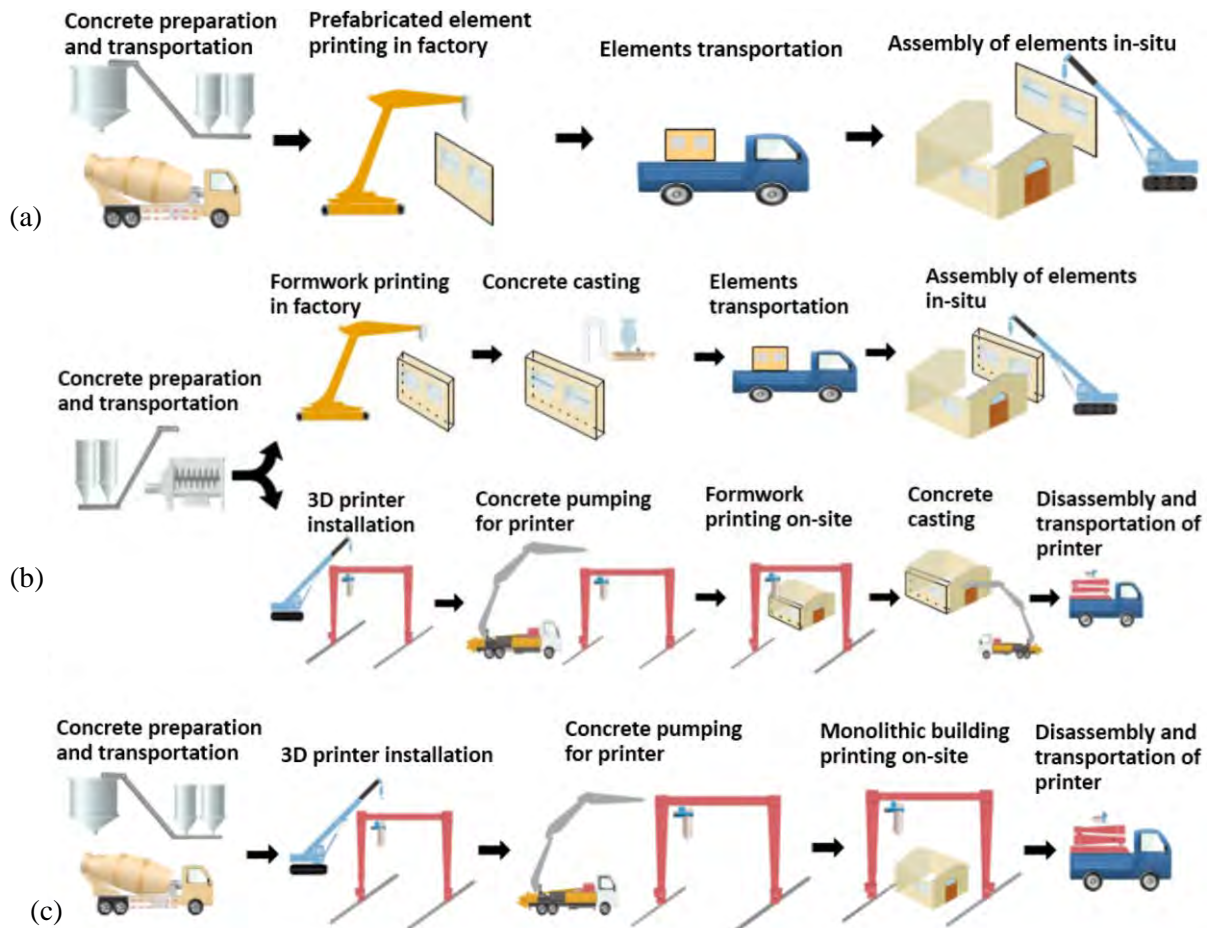 Concrete preparation
and transportation
Prefabricated element
printing in factory
Elements transportation
Assembly of elements in-situ
(a)
Concrete preparation
and transportation
Formwork printing
in factory
Concrete casting
Elements
transportation
Assembly of elements
in-situ
3D printer
installation
Concrete pumping
for printer
Formwork
printing on-site
Concrete
casting
Disassembly and
transportation of
printer
(b)
Concrete preparation
and transportation
3D printer installation
Concrete pumping
for printer
Monolithic building
printing on-site
Disassembly and
transportation of
printer
(c)